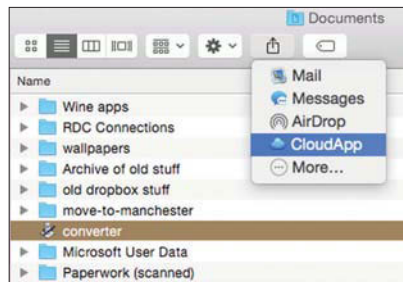 Documents
Name
Wine apps
RDC Connections
wallpapers
Archive of old stuff
old dropbox stuff
move-to-manchester
converter
Microsoft User Data
Paperwork (scanned)
Mail
Messages
AirDrop
CloudApp
More...